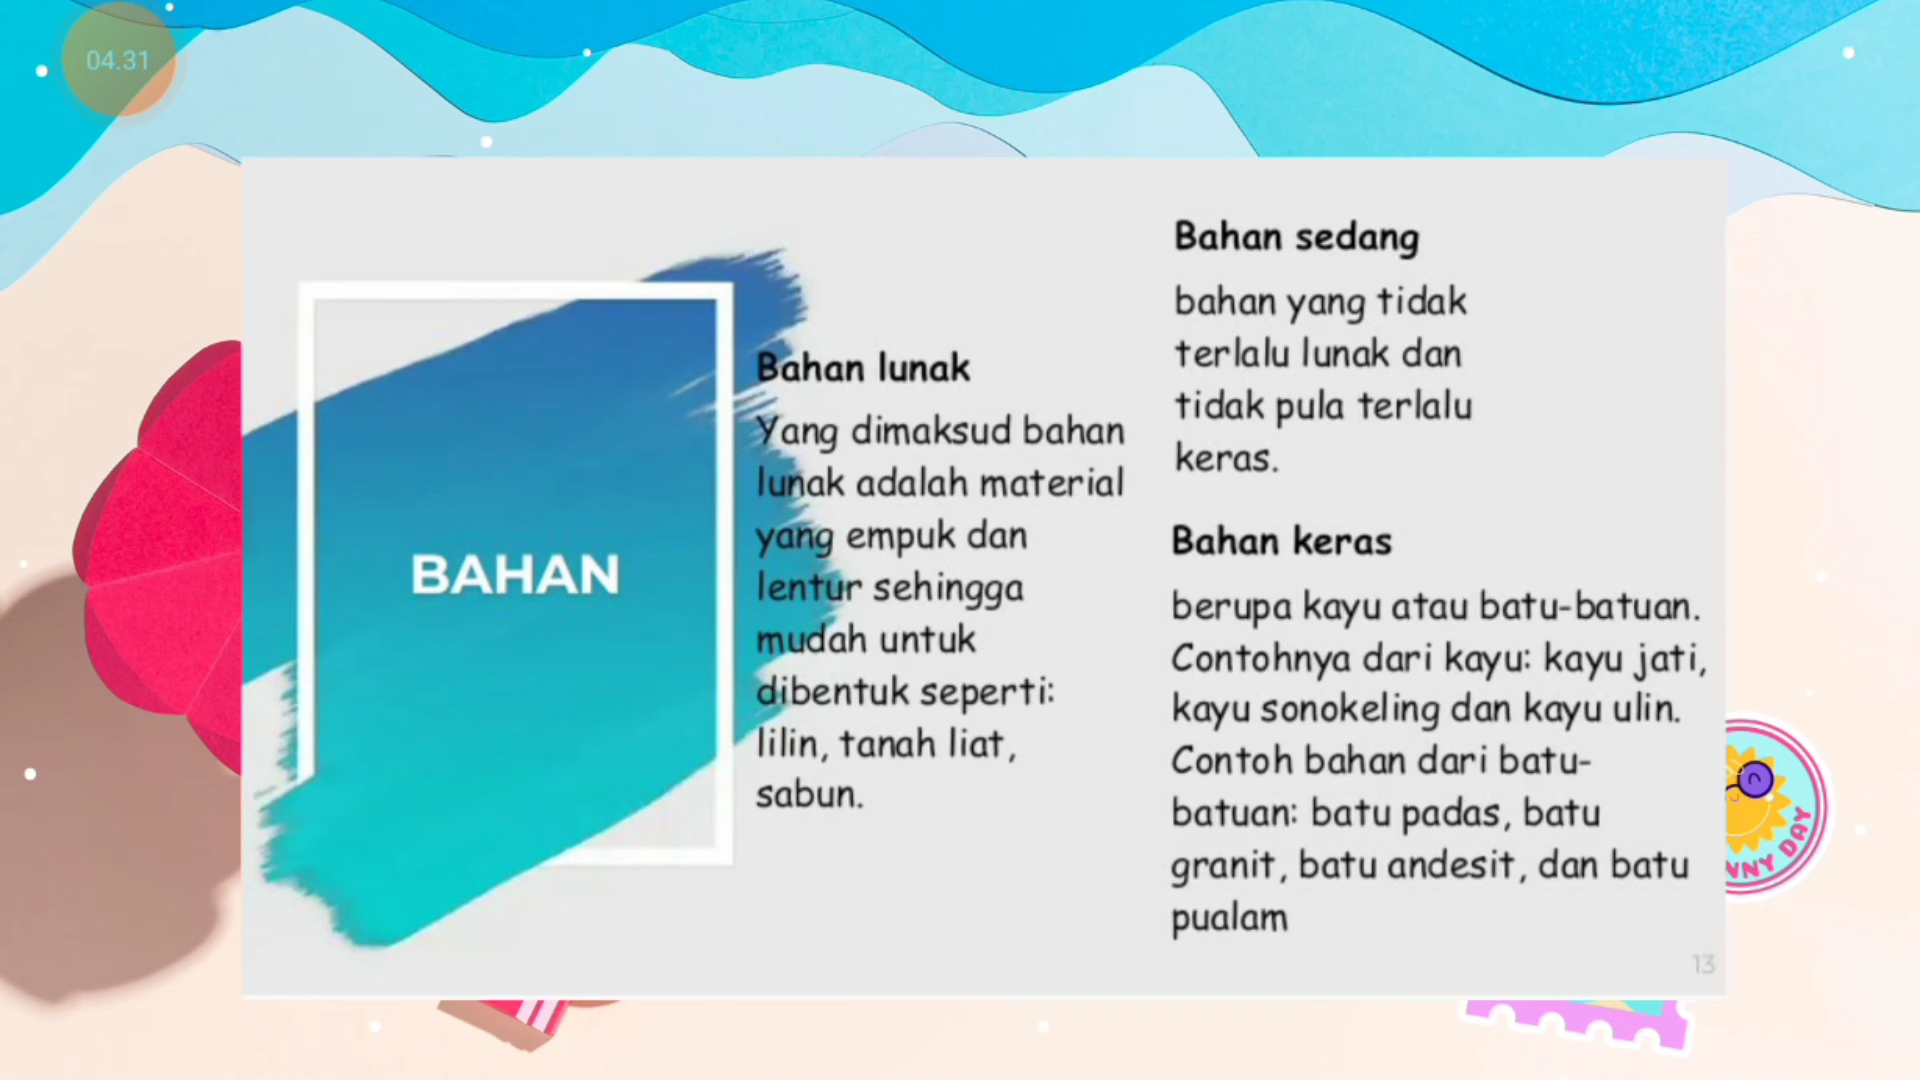 04.31
BAHAN
Bahan lunak
Yang dimaksud bahan
lunak adalah material
yang empuk dan
lentur sehingga
mudah untuk
dibentuk seperti:
lilin, tanah liat,
sabun.
Bahan sedang
bahan yang tidak
terlalu lunak dan
tidak pula terlalu
keras.
Bahan keras
berupa kayu atau batu-batuan.
Contohnya dari kayu: kayu jati,
kayu sonokeling dan kayu ulin.
Contoh bahan dari batu-
batuan: batu padas, batu
granit, batu andesit, dan batu
pualam
13
DAY